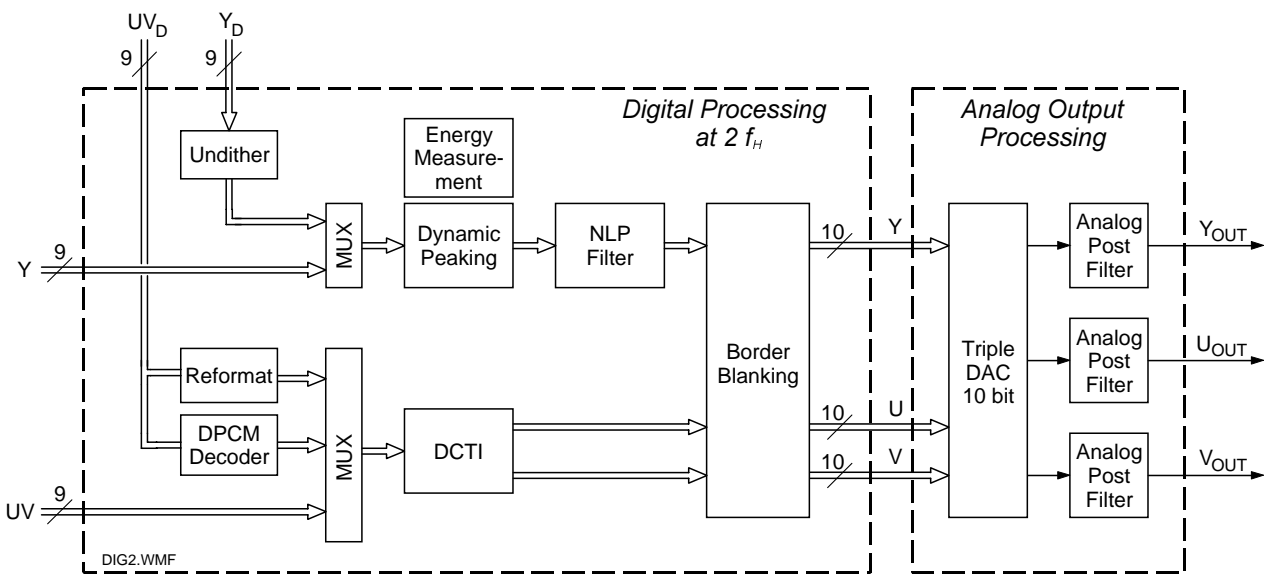 UVD YD
9 9
Digital Processing
at 2 fH
Analog Output
Processing
Undither
Energy
Measure-
ment
MUX
Dynamic
Peaking
NLP
Filter
10 Y
Analog
Post
Filter
YOUT
Y 9
Reformat
DPCM
Decoder
MUX
DCTI
Border
Blanking
10 U
10 V
Triple
DAC
10 bit
Analog
Post
Filter
UOUT
Analog
Post
Filter
VOUT
UV 9
DIG2.WMF